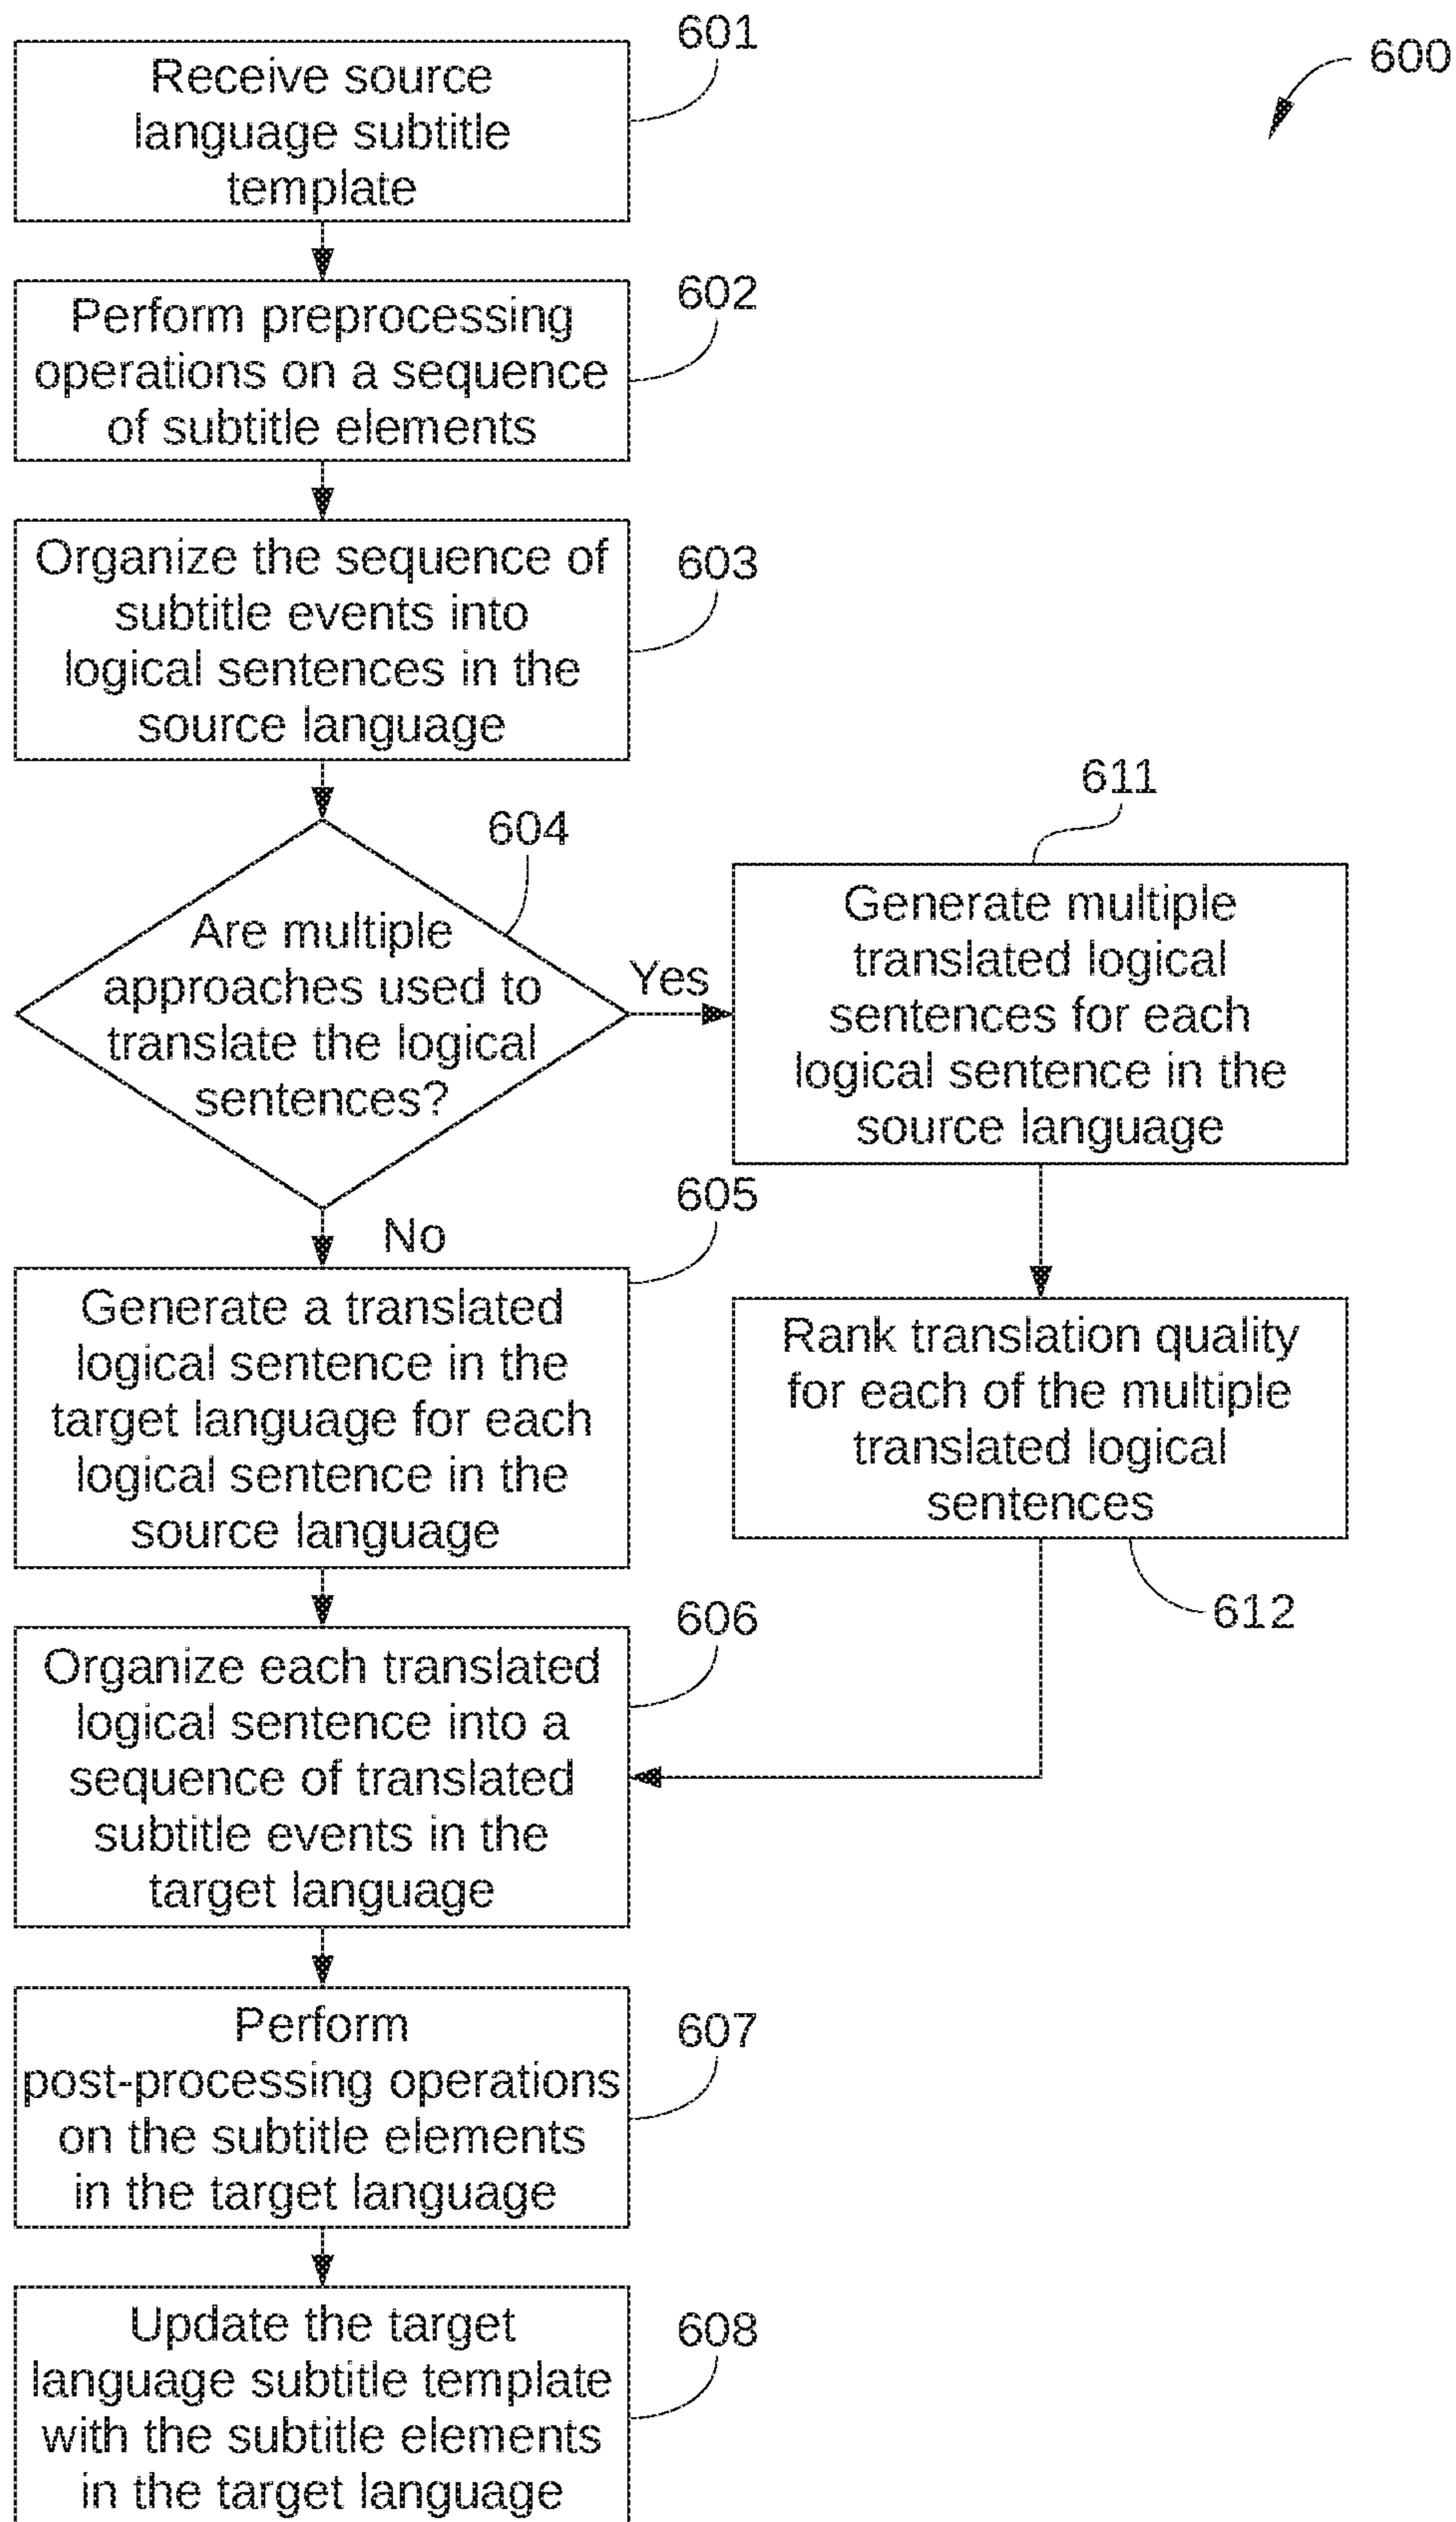 601
600
Receive source
language subtitle
template
602
Perform preprocessing
operations on a sequence
of subtitle elements
603
Organize the sequence of
subtitle events into
logical sentences in the
source language
604
Are multiple
approaches used to
translate the logical
sentences?
Yes
No
611
Generate multiple
translated logical
sentences for each
logical sentence in the
source language
605
Generate a translated
logical sentence in the
target language for each
logical sentence in the
source language
Rank translation quality
for each of the multiple
translated logical
sentences
612
606
Organize each translated
logical sentence into a
sequence of translated
subtitle events in the
target language
607
Perform
post-processing operations
on the subtitle elements
in the target language
608
Update the target
language subtitle template
with the subtitle elements
in the target language